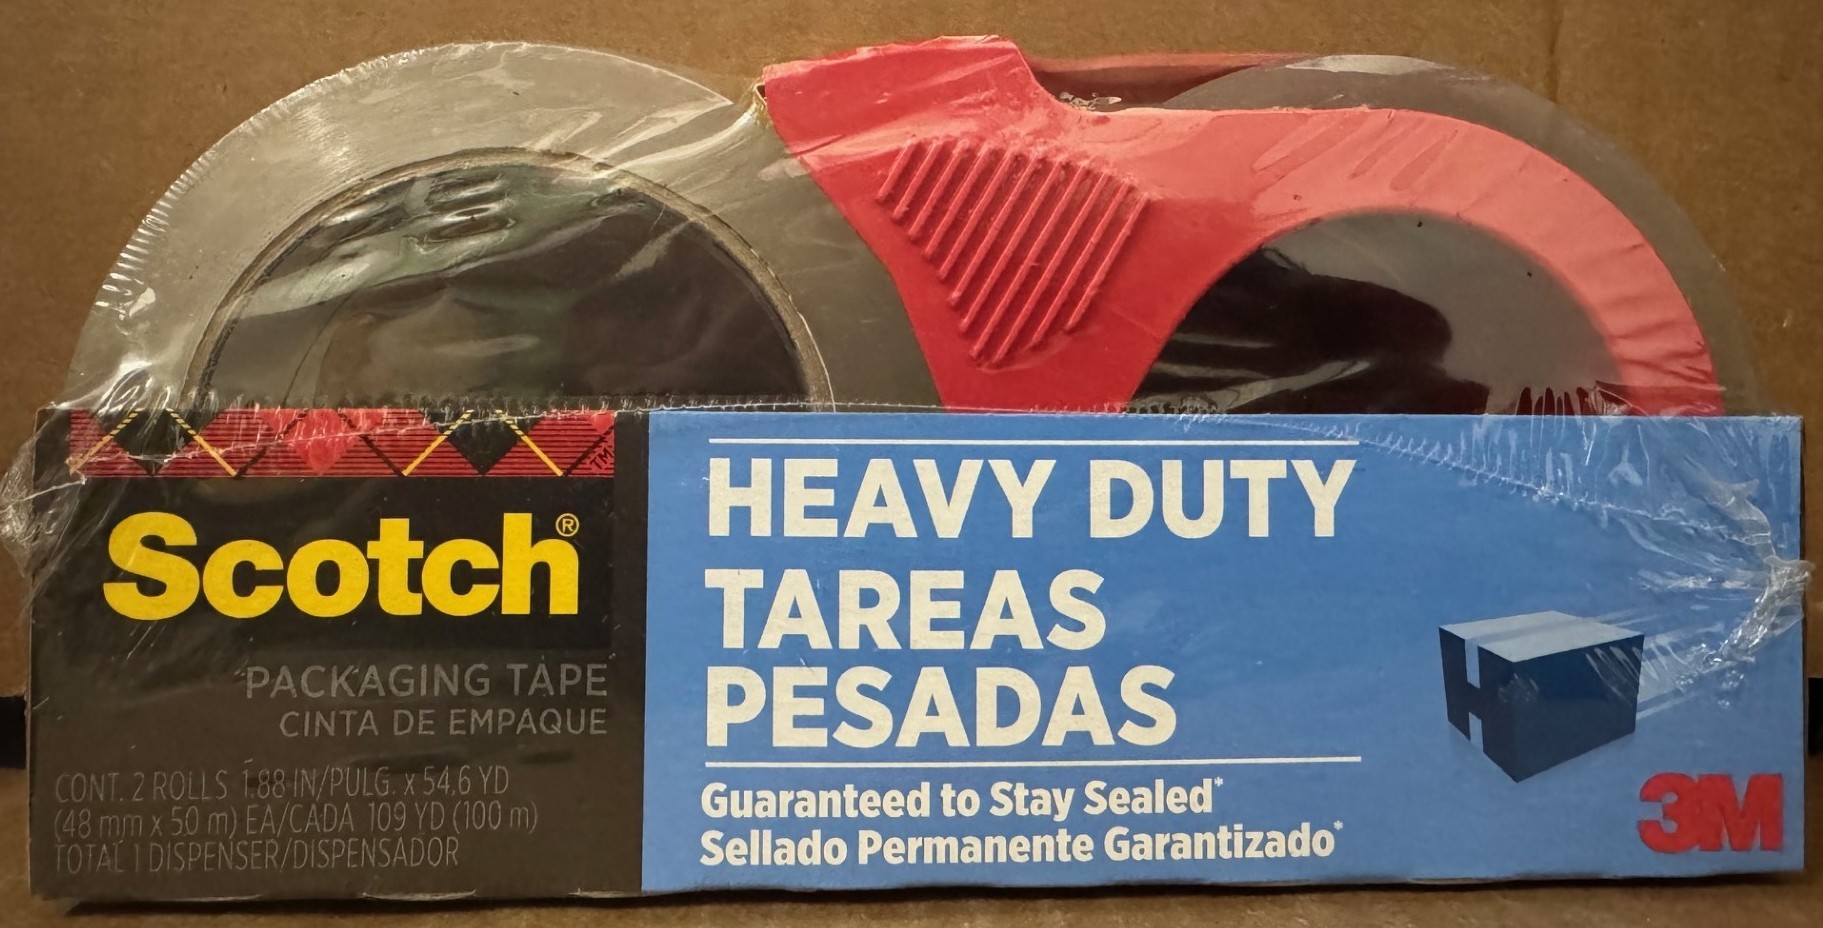 TM
Scotch®
PACKAGING TAPE
CINTA DE EMPAQUE
CONT. 2 ROLLS 1.88 IN/PULG. x 54.6 YD
(48 mm x 50 m) EA/CADA 109 YD (100 m)
TOTAL 1 DISPENSER/DISPENSADOR
HEAVY DUTY
TAREAS
PESADAS
Guaranteed to Stay Sealed*
Sellado Permanente Garantizado*
3M